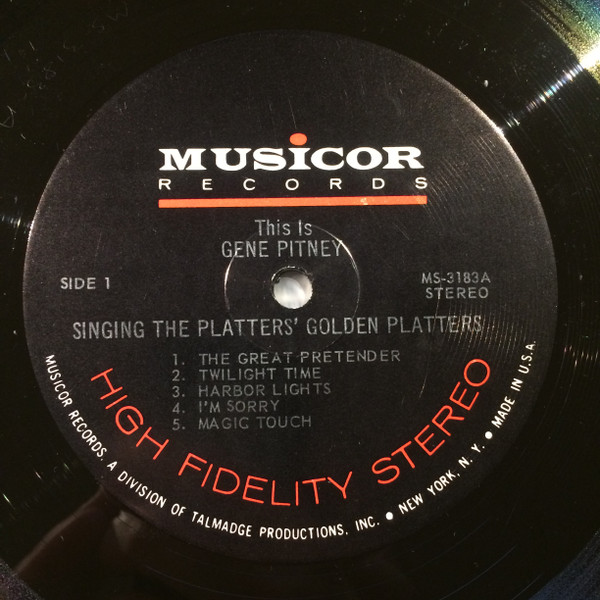 MUSiCOR
RECORDS
This Is
GENE PITNEY
SIDE 1
MS-3183A
STEREO
SINGING THE PLATTERS' GOLDEN PLATTERS
1. THE GREAT PRETENDER
2. TWILIGHT TIME
3. HARBOR LIGHTS
4. I'M SORRY
5. MAGIC TOUCH
HIGH FIDELITY STEREO
MUSICOR RECORDS, A DIVISION OF TALMADGE PRODUCTIONS, INC. ● NEW YORK, N. Y. ● MADE IN U.S.A.